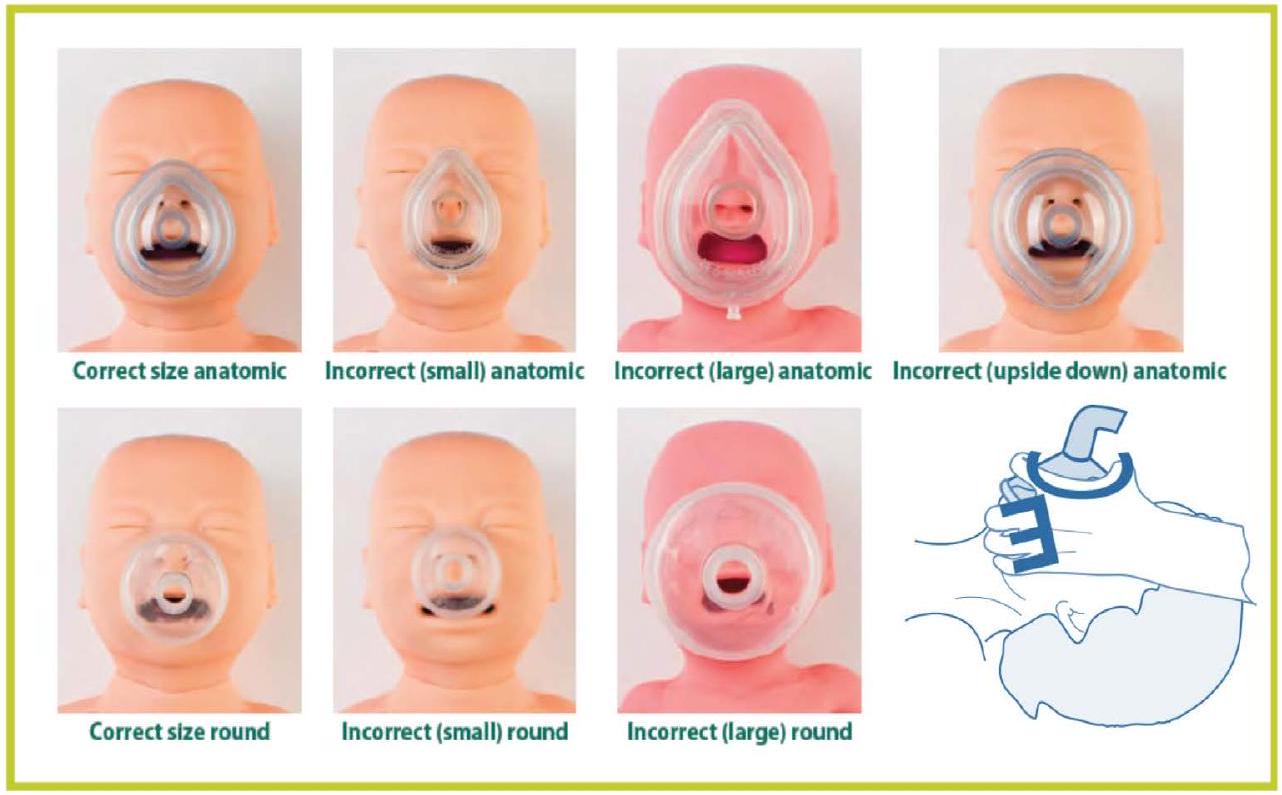 Correct size anatomic
Incorrect (small) anatomic
Incorrect (large) anatomic
Incorrect (upside down) anatomic
E
Correct size round
Incorrect (small) round
Incorrect (large) round